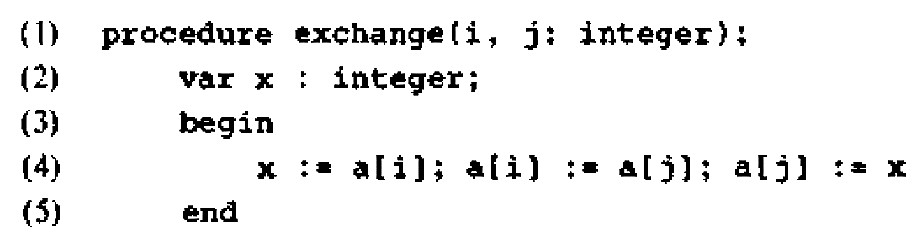 (1) procedure exchange(i, j: integer);
(2) var x : integer;
(3) begin
(4) x := a[i]; a[i] := a[j]; a[j] := x
(5) end